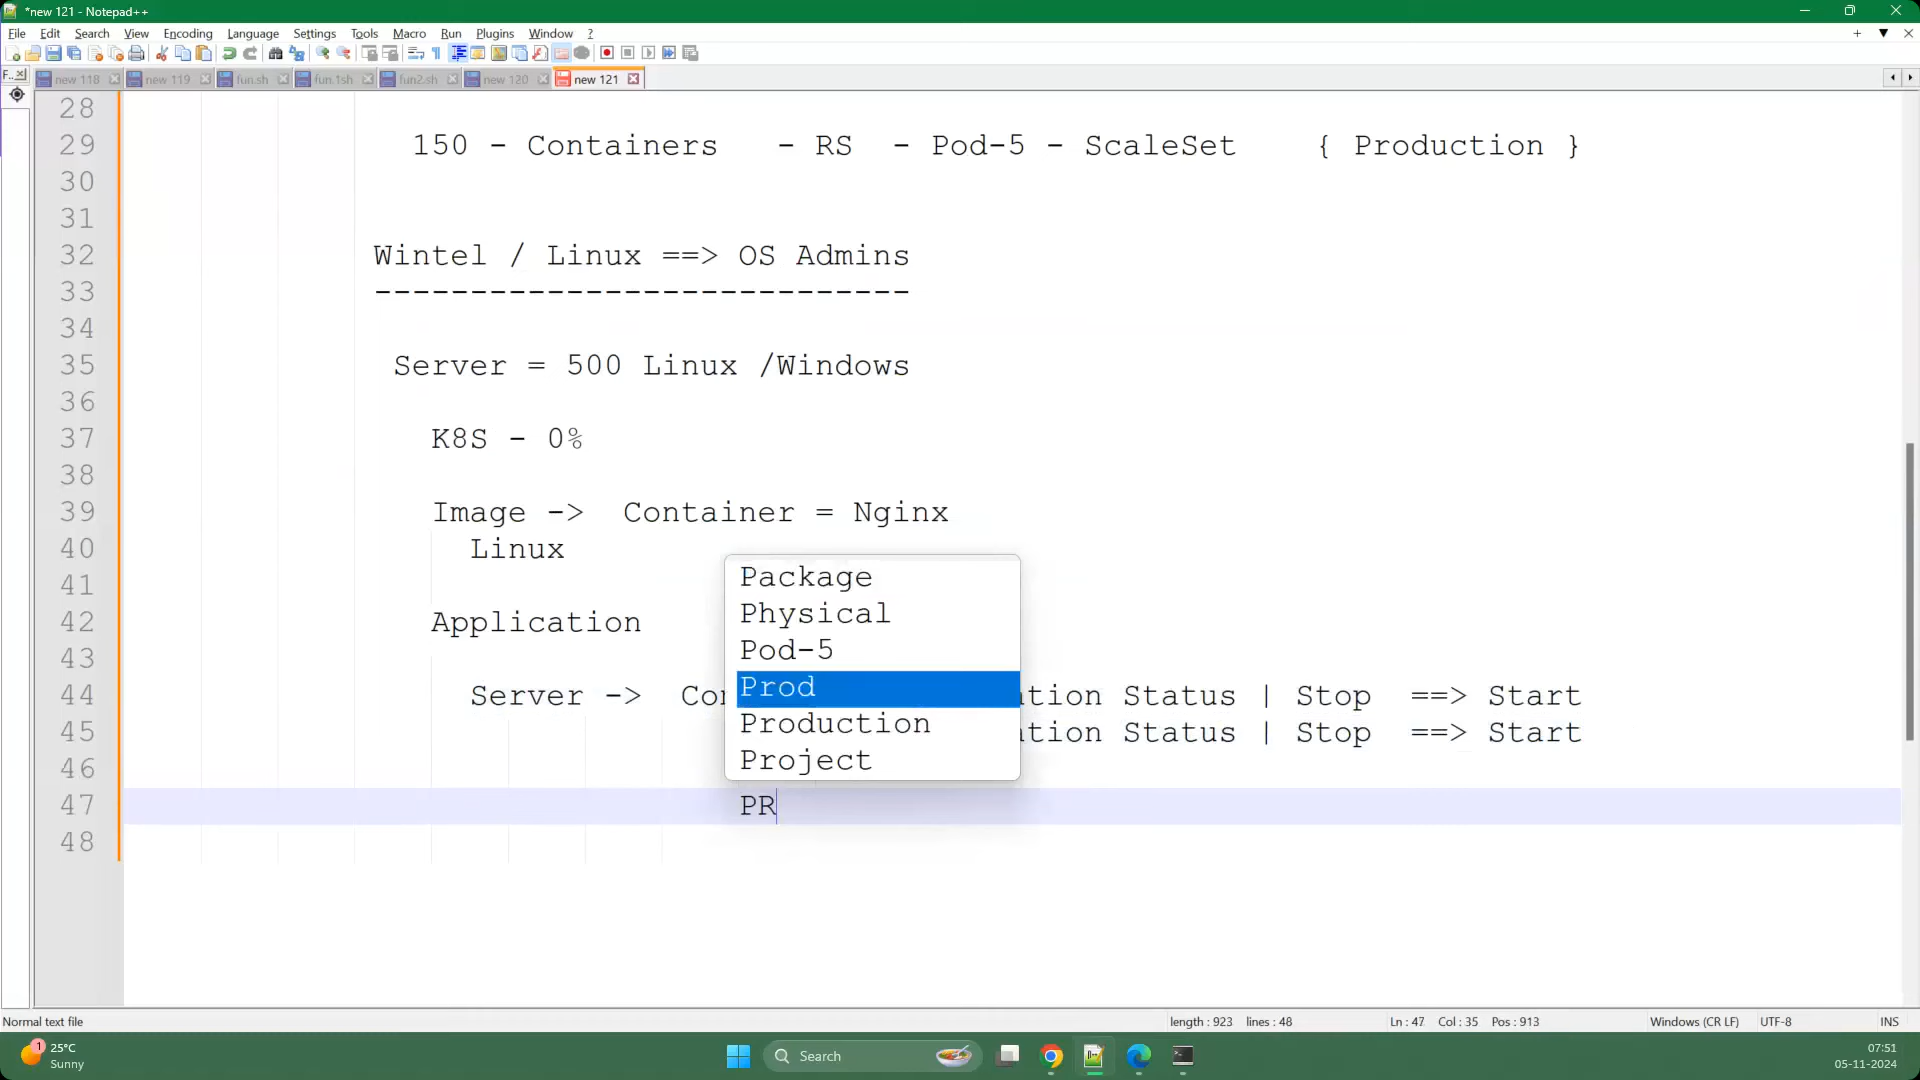 *new 121 - Notepad++
File Edit Search View Encoding Language Settings Tools Macro Run Plugins Window ?
F..
new 118 new 119 fun.sh fun.1sh fun2.sh new 120 new 121
28
29 150 - Containers - RS - Pod-5 - ScaleSet { Production }
30
31
32 Wintel / Linux ==> OS Admins
33 ----------------------------
34
35 Server = 500 Linux /Windows
36
37 K8S - 0%
38
39 Image -> Container = Nginx
40 Linux
41
Package
42 Application
Physical
43
Pod-5
44 Server -> Con tion Status | Stop ==> Start
Prod
45 ation Status | Stop ==> Start
Production
46
Project
47 PR
48
Normal text file length : 923 lines : 48 Ln : 47 Col : 35 Pos : 913 Windows (CR LF) UTF-8 INS
1 25°C
Sunny
Search
07:51
05-11-2024